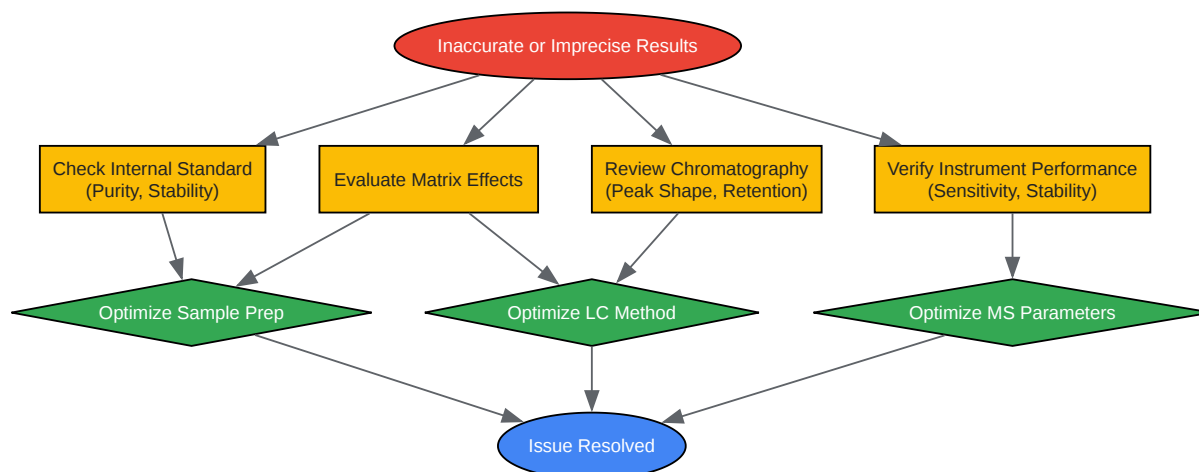 Inaccurate or Imprecise Results
Check Internal Standard
(Purity, Stability)
Evaluate Matrix Effects
Review Chromatography
(Peak Shape, Retention)
Verify Instrument Performance
(Sensitivity, Stability)
Optimize Sample Prep
Optimize LC Method
Optimize MS Parameters
Issue Resolved